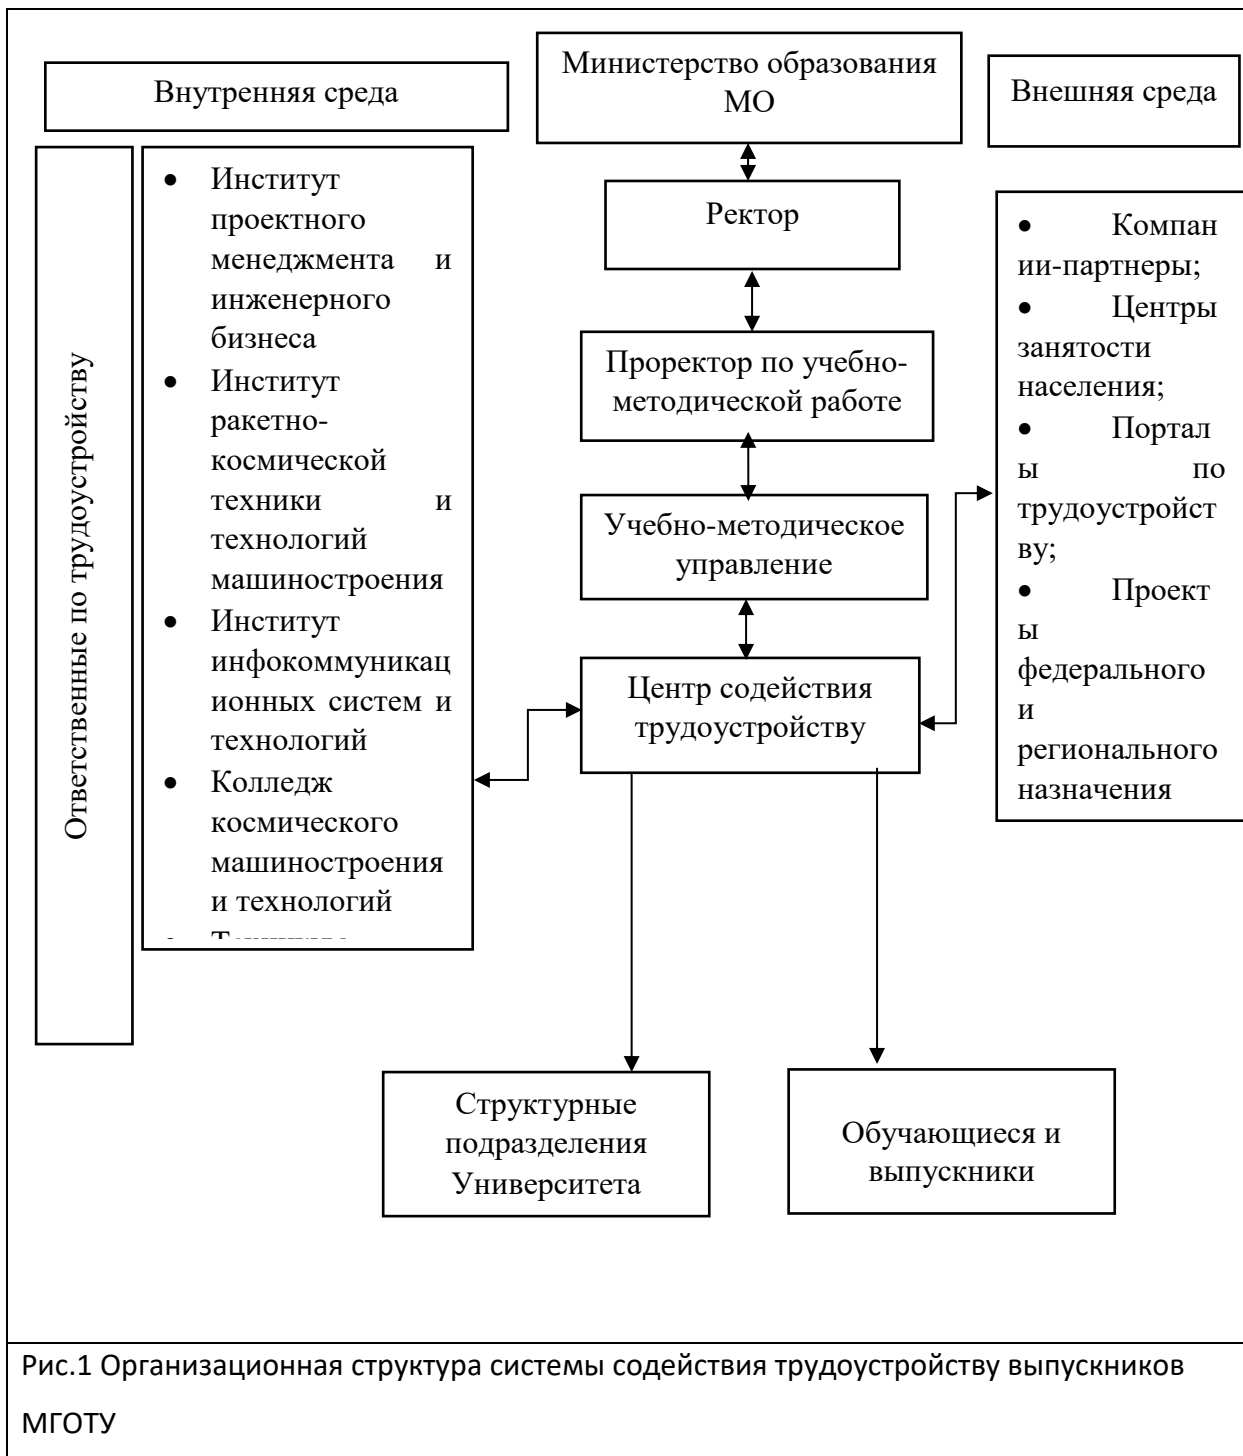 Внутренняя среда
Министерство образования
МО
Внешняя среда
Ответственные по трудоустройству
• Институт
проектного
менеджмента и
инженерного
бизнеса
• Институт
ракетно-
космической
техники и
технологий
машиностроения
• Институт
инфокоммуникац
ионных систем и
технологий
• Колледж
космического
машиностроения
и технологий
Ректор
Проректор по учебно-
методической работе
Учебно-методическое
управление
Центр содействия
трудоустройству
• Компан
ии-партнеры;
• Центры
занятости
населения;
• Портал
ы по
трудоустройст
ву;
• Проект
ы
федерального
и
регионального
назначения
Структурные
подразделения
Университета
Обучающиеся и
выпускники
Рис.1 Организационная структура системы содействия трудоустройству выпускников
МГОТУ